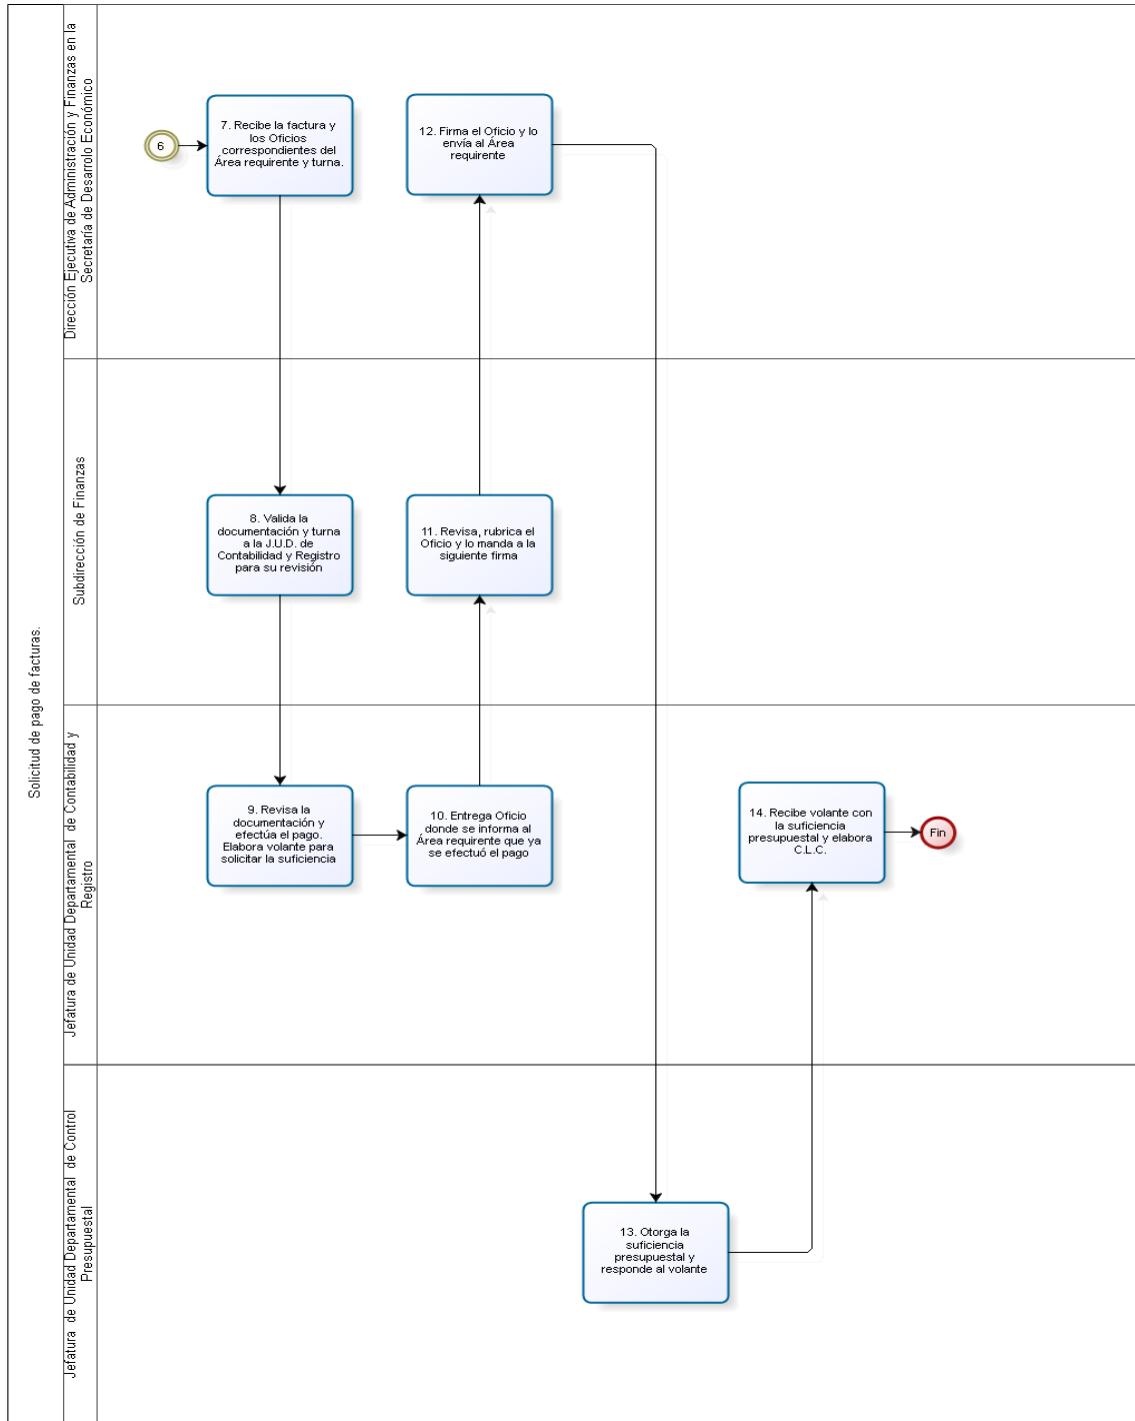 Solicitud de pago de facturas.
Dirección Ejecutiva de Administración y Finanzas en la
Secretaría de Desarrolo Económico
6
7. Recibe la factura y
los Oficios
correspondientes del
Área requirente y turna.
12. Firma el Oficio y lo
envía al Área
requirente
Subdirección de Finanzas
8. Valida la
documentación y turna
a la J.U.D. de
Contabilidad y Registro
para su revisión
11. Revisa, rubrica el
Oficio y lo manda a la
siguiente firma
Jefatura de Unidad Departamental de Contabilidad y
Registro
9. Revisa la
documentación y
efectúa el pago.
Elabora volante para
solicitar la suficiencia
10. Entrega Oficio
donde se informa al
Área requirente que ya
se efectuó el pago
14. Recibe volante con
la suficiencia
presupuestal y elabora
C.L.C.
Fin
Jefatura de Unidad Departamental de Control
Presupuestal
13. Otorga la
suficiencia
presupuestal y
responde al volante